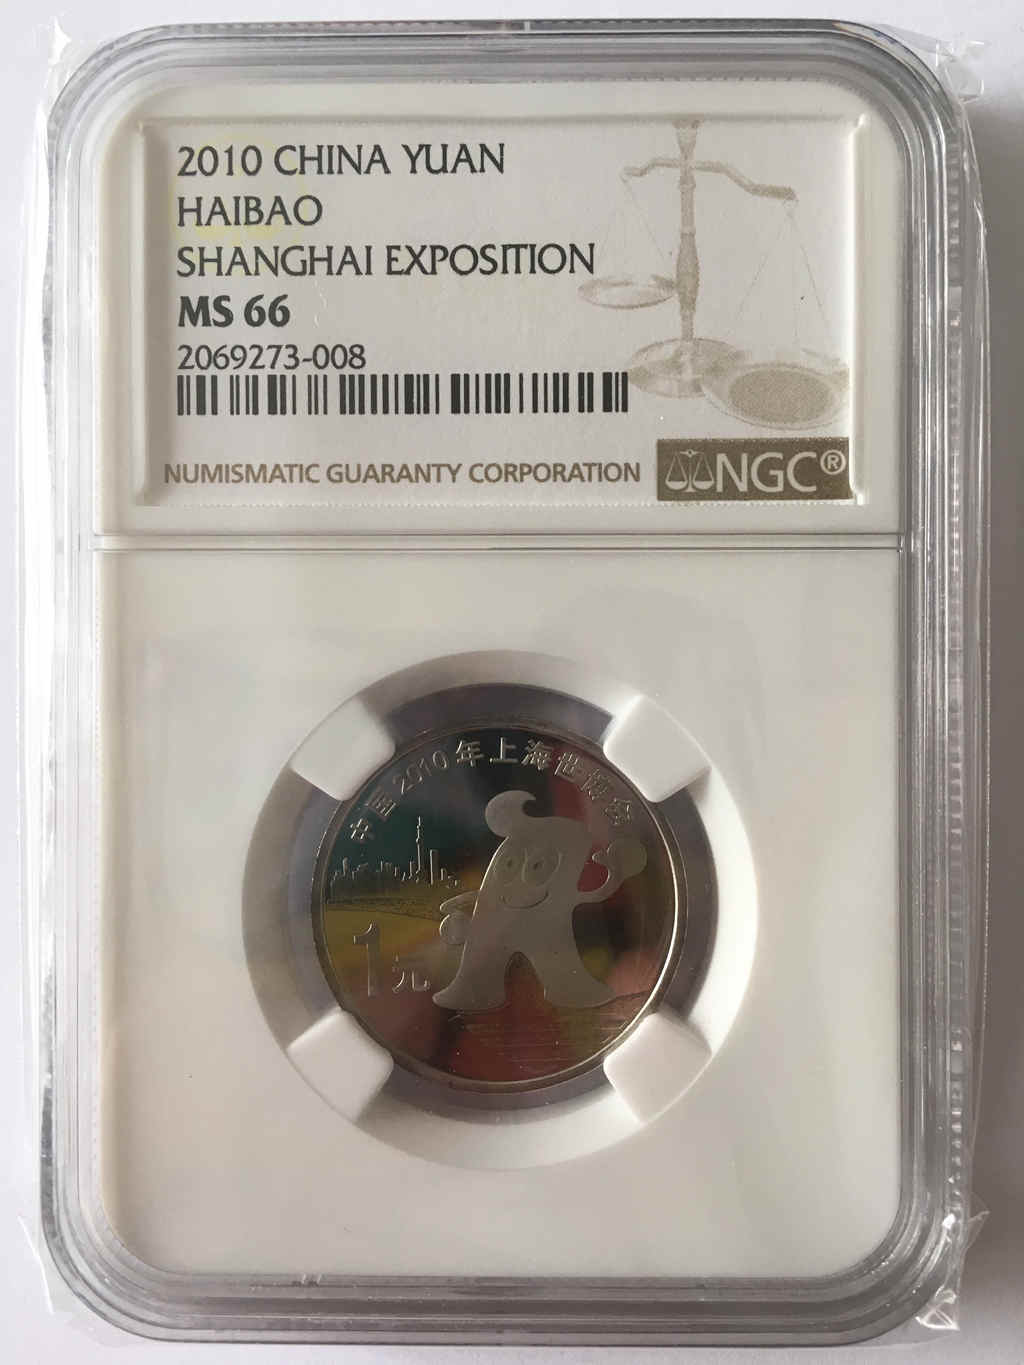 2010 CHINA YUAN
HAIBAO
SHANGHAI EXPOSITION
MS 66
2069273-008
NUMISMATIC GUARANTY CORPORATION
NGC®
中国2010年上海世博会
1元